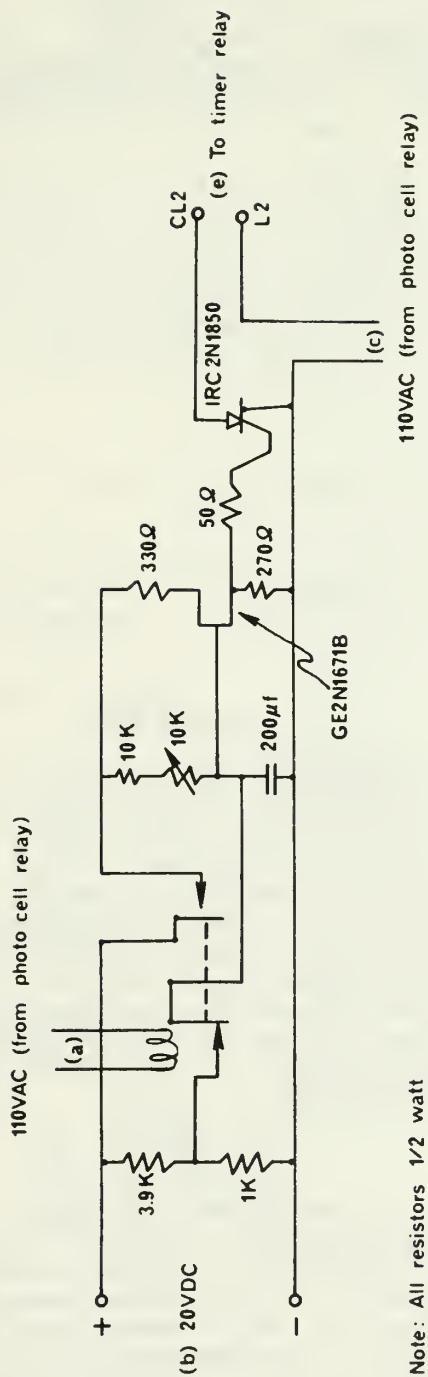 110VAC (from photo cell relay)
(a)
+
(b) 20VDC
3.9K
1K
10K
10K
200µf
330Ω
270Ω
50Ω
GE2N1671B
IRC 2N1850
CL2
(e) To timer relay
L2
(c)
110VAC (from photo cell relay)
−
Note: All resistors 1/2 watt